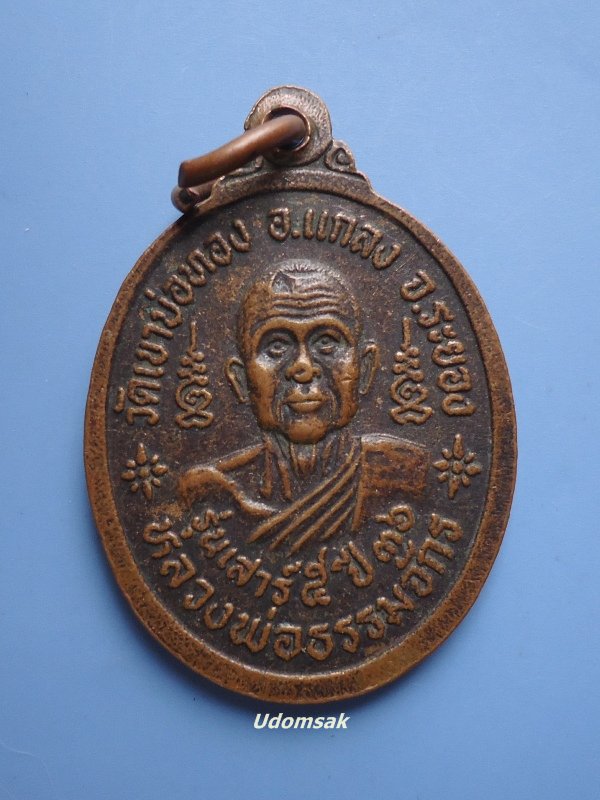 วัดเขาบ่อทอง อ.แกลง จ.ระยอง
รุ่นเสาร์ ๕ ปี ๓๖
หลวงพ่อธรรมวิกร
Udomsak